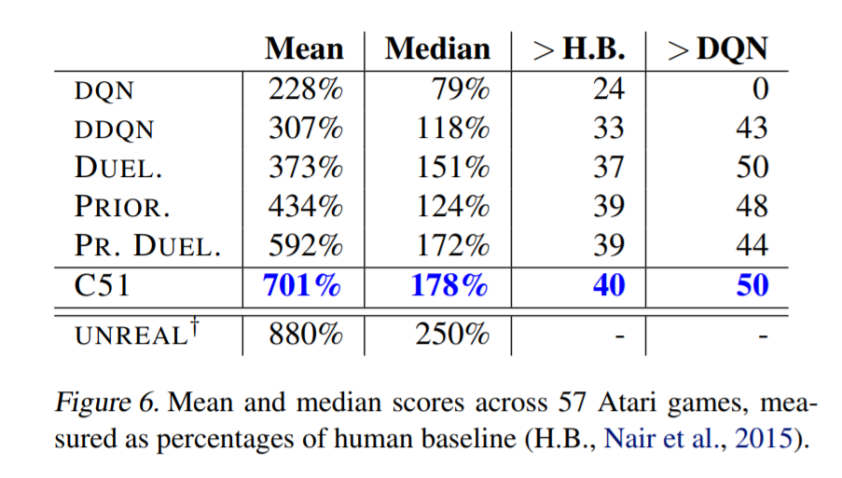 Mean Median > H.B. > DQN
DQN 228% 79% 24 0
DDQN 307% 118% 33 43
DUEL. 373% 151% 37 50
PRIOR. 434% 124% 39 48
PR. DUEL. 592% 172% 39 44
C51 701% 178% 40 50
UNREAL† 880% 250% - -
Figure 6. Mean and median scores across 57 Atari games, mea-
sured as percentages of human baseline (H.B., Nair et al., 2015).